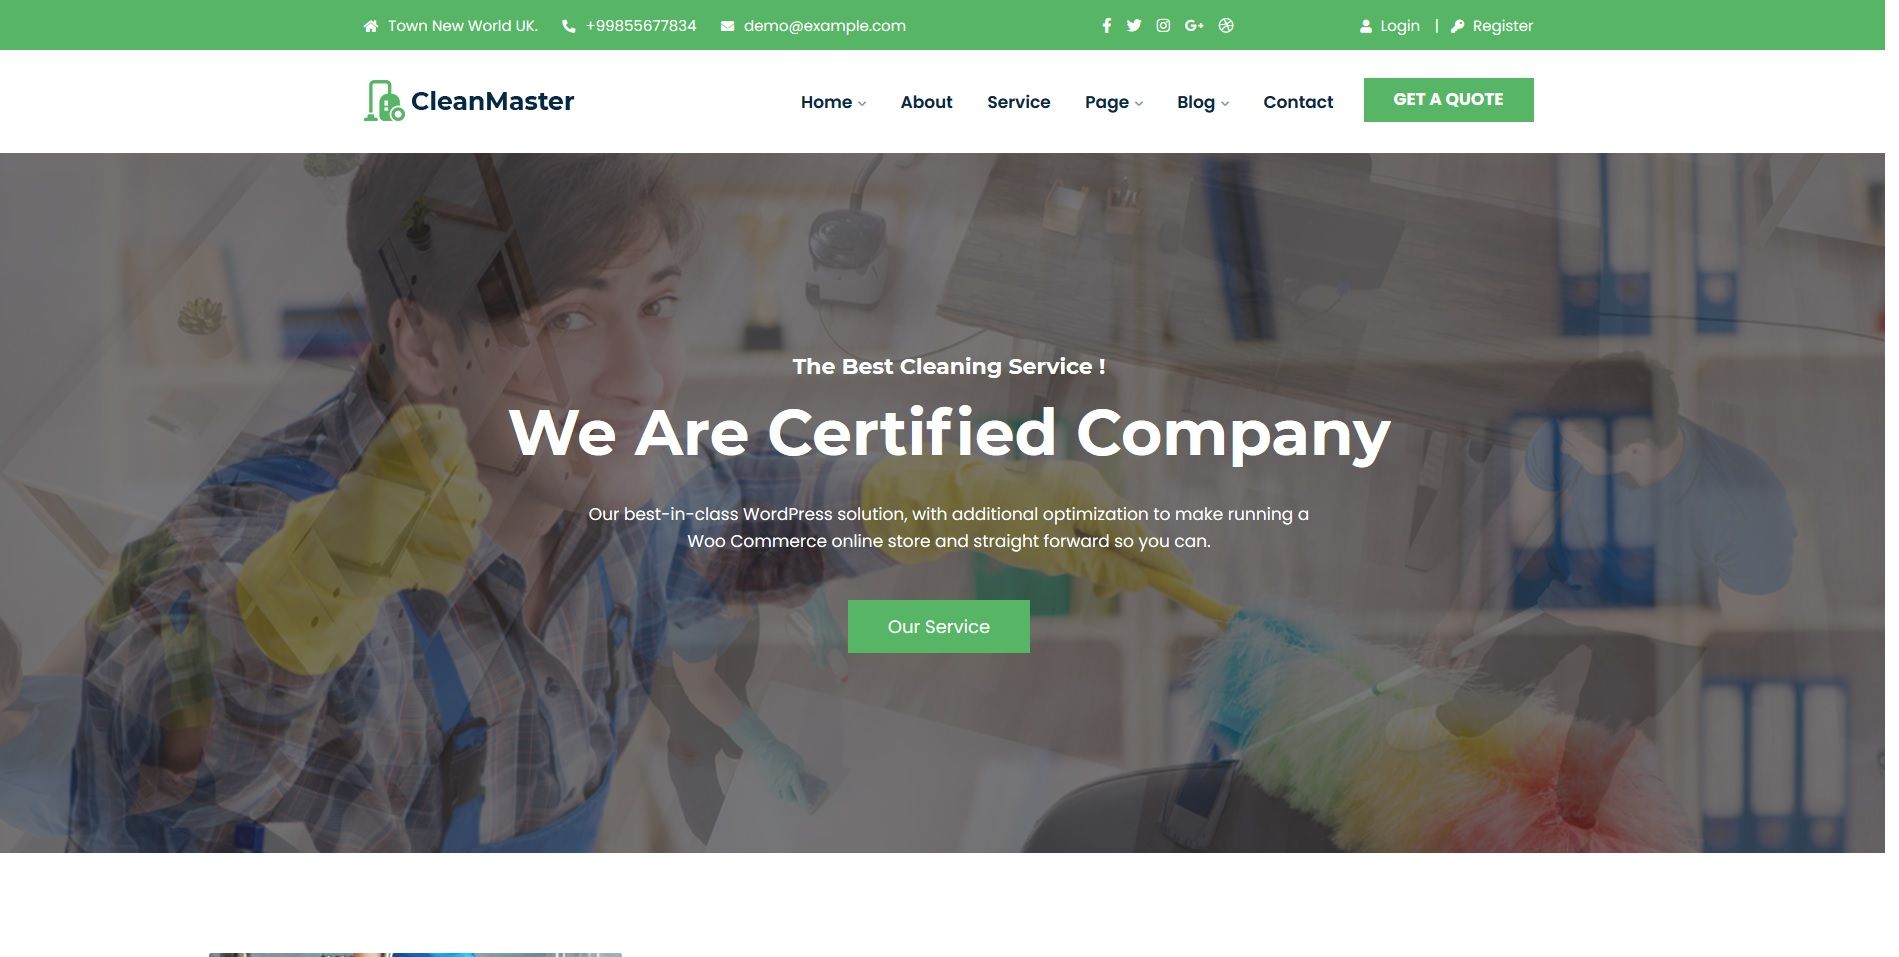 Town New World UK. +99855677834 demo@example.com Login | Register
CleanMaster Home About Service Page Blog Contact GET A QUOTE
The Best Cleaning Service !
We Are Certified Company
Our best-in-class WordPress solution, with additional optimization to make running a
Woo Commerce online store and straight forward so you can.
Our Service